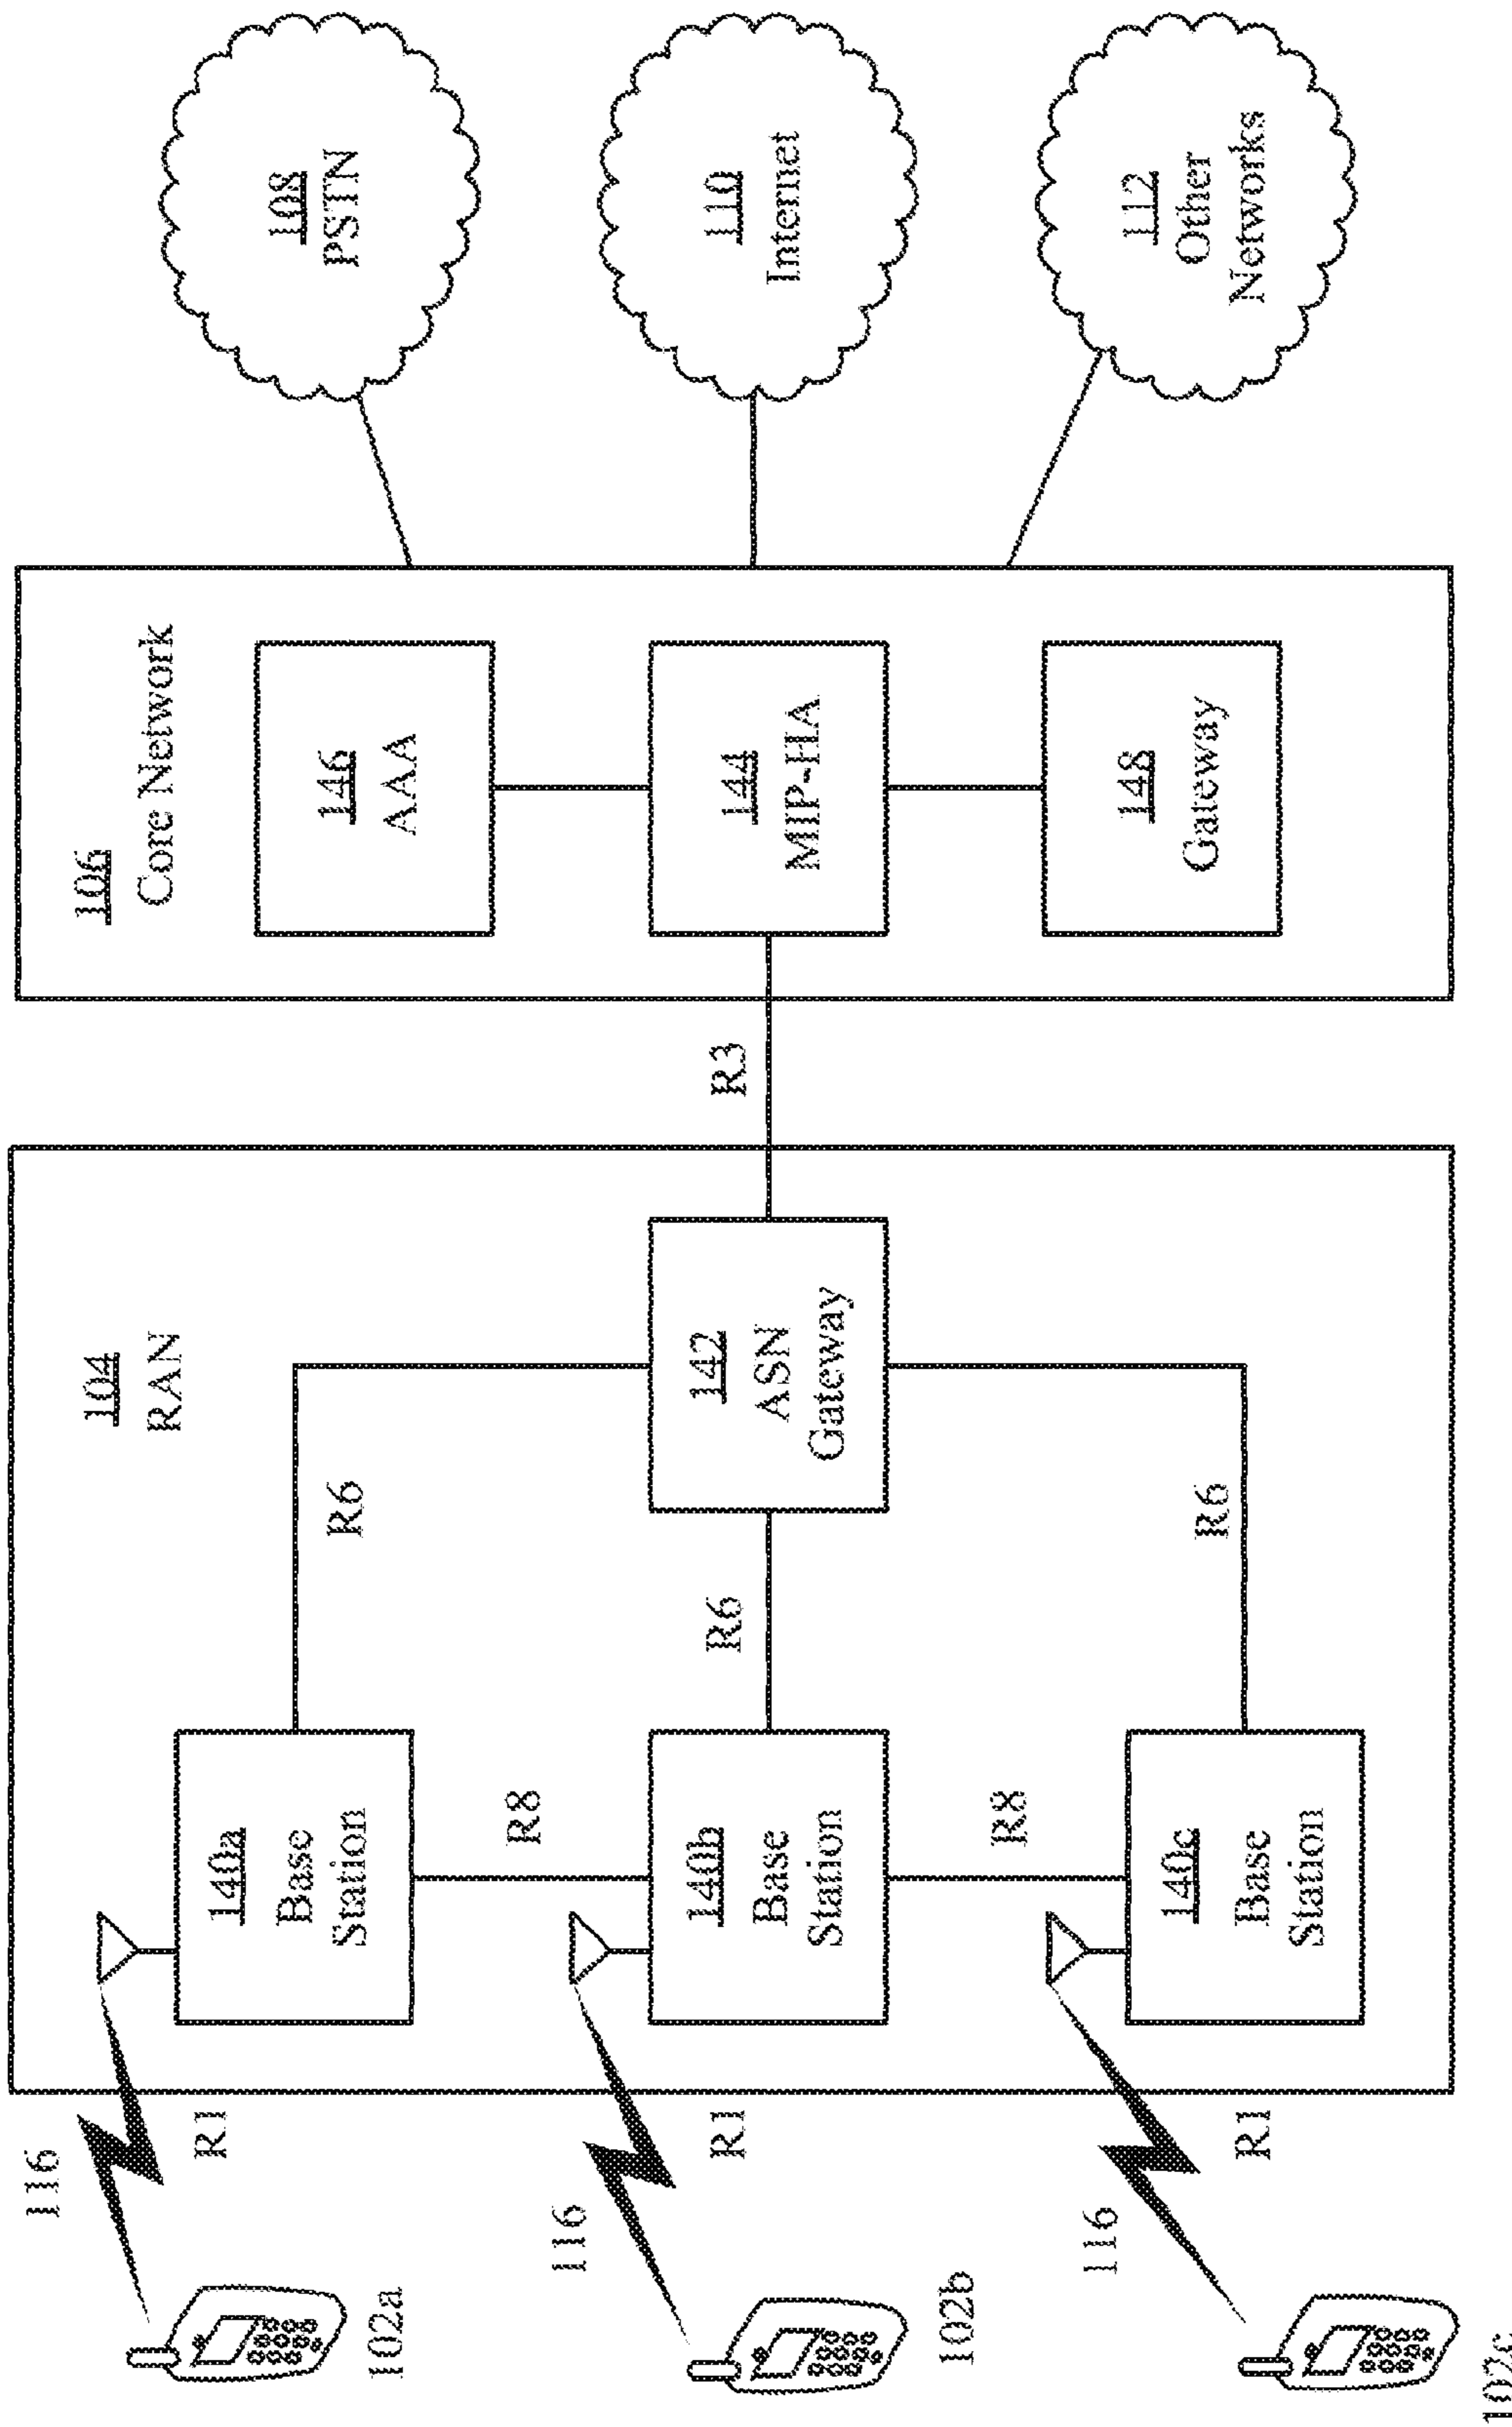 116
102a
R1
116
102b
R1
116
102c
R1
104
RAN
140a
Base
Station
R8
140b
Base
Station
R8
140c
Base
Station
R6
R6
R6
142
ASN
Gateway
R3
106
Core Network
146
AAA
144
MIP-HA
148
Gateway
108
PSTN
110
Internet
112
Other
Networks